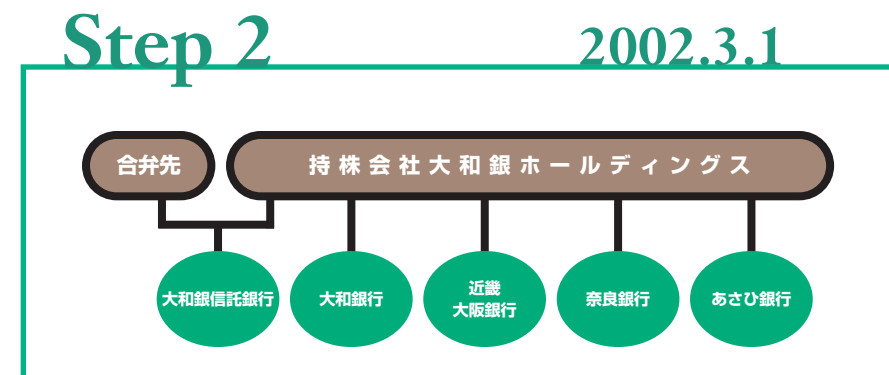 Step 2
2002.3.1
合弁先
持株会社大和銀ホールディングス
大和銀信託銀行
大和銀行
近畿
大阪銀行
奈良銀行
あさひ銀行